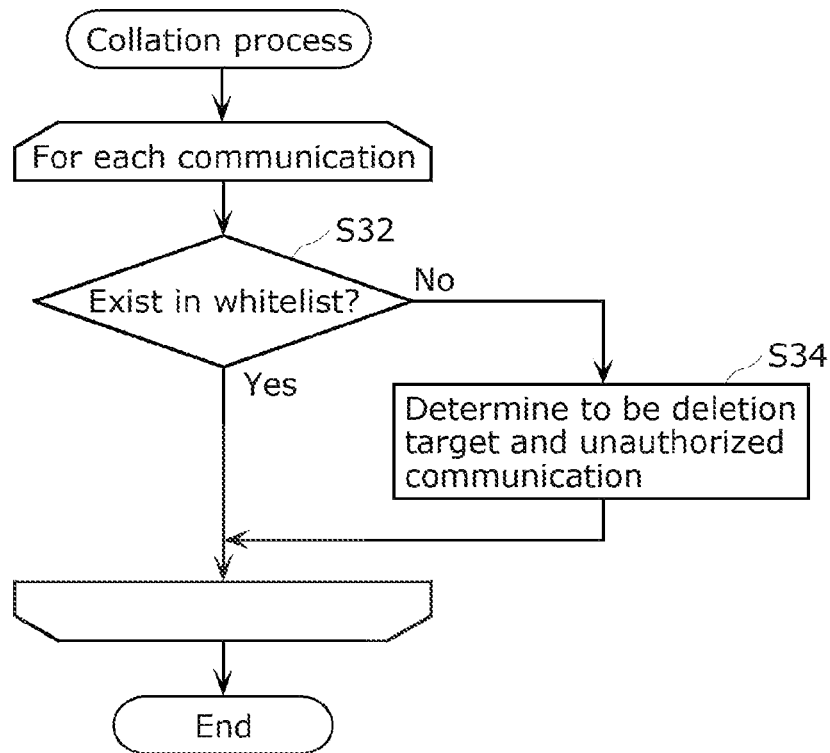 Collation process
For each communication
S32
Exist in whitelist?
No
Yes
S34
Determine to be deletion
target and unauthorized
communication
End